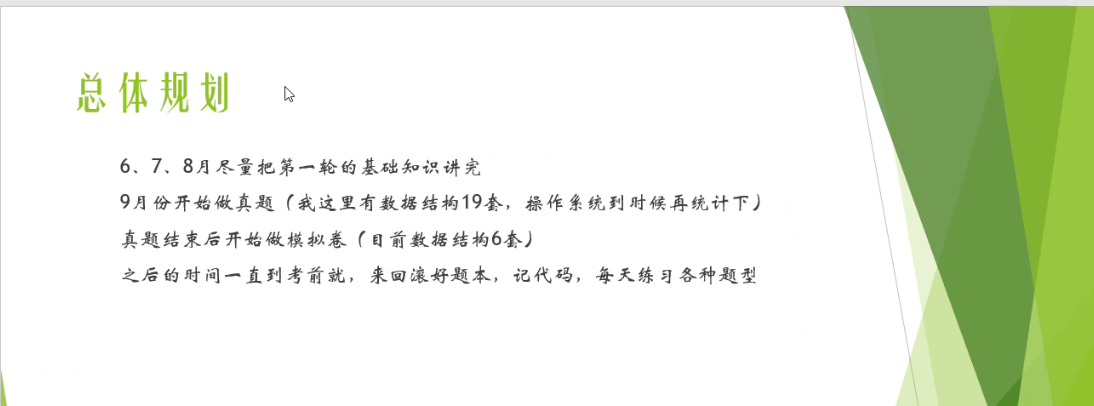 总体规划
6、7、8月尽量把第一轮的基础知识讲完
9月份开始做真题（我这里有数据结构19套，操作系统到时候再统计下）
真题结束后开始做模拟卷（目前数据结构6套）
之后的时间一直到考前就，来回滚好题本，记代码，每天练习各种题型